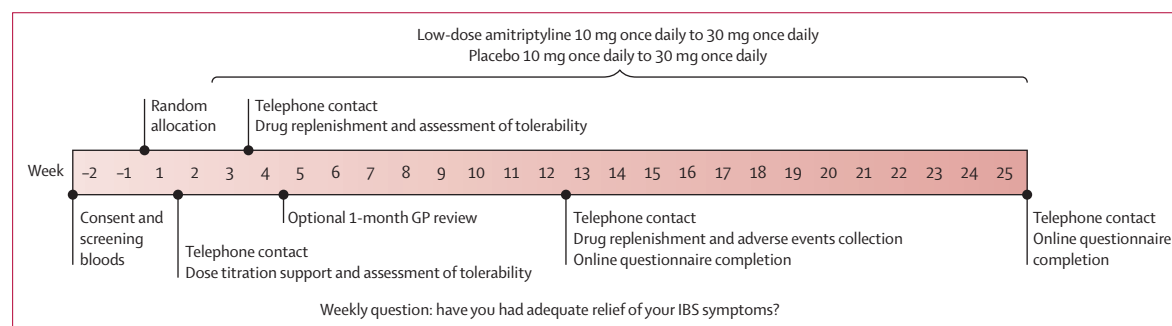 Low-dose amitriptyline 10 mg once daily to 30 mg once daily
Placebo 10 mg once daily to 30 mg once daily
Random
allocation
Telephone contact
Drug replenishment and assessment of tolerability
Week –2 –1 1 2 3 4 5 6 7 8 9 10 11 12 13 14 15 16 17 18 19 20 21 22 23 24 25
Consent and
screening
bloods
Telephone contact
Dose titration support and assessment of tolerability
Optional 1-month GP review
Telephone contact
Drug replenishment and adverse events collection
Online questionnaire completion
Telephone contact
Online questionnaire
completion
Weekly question: have you had adequate relief of your IBS symptoms?